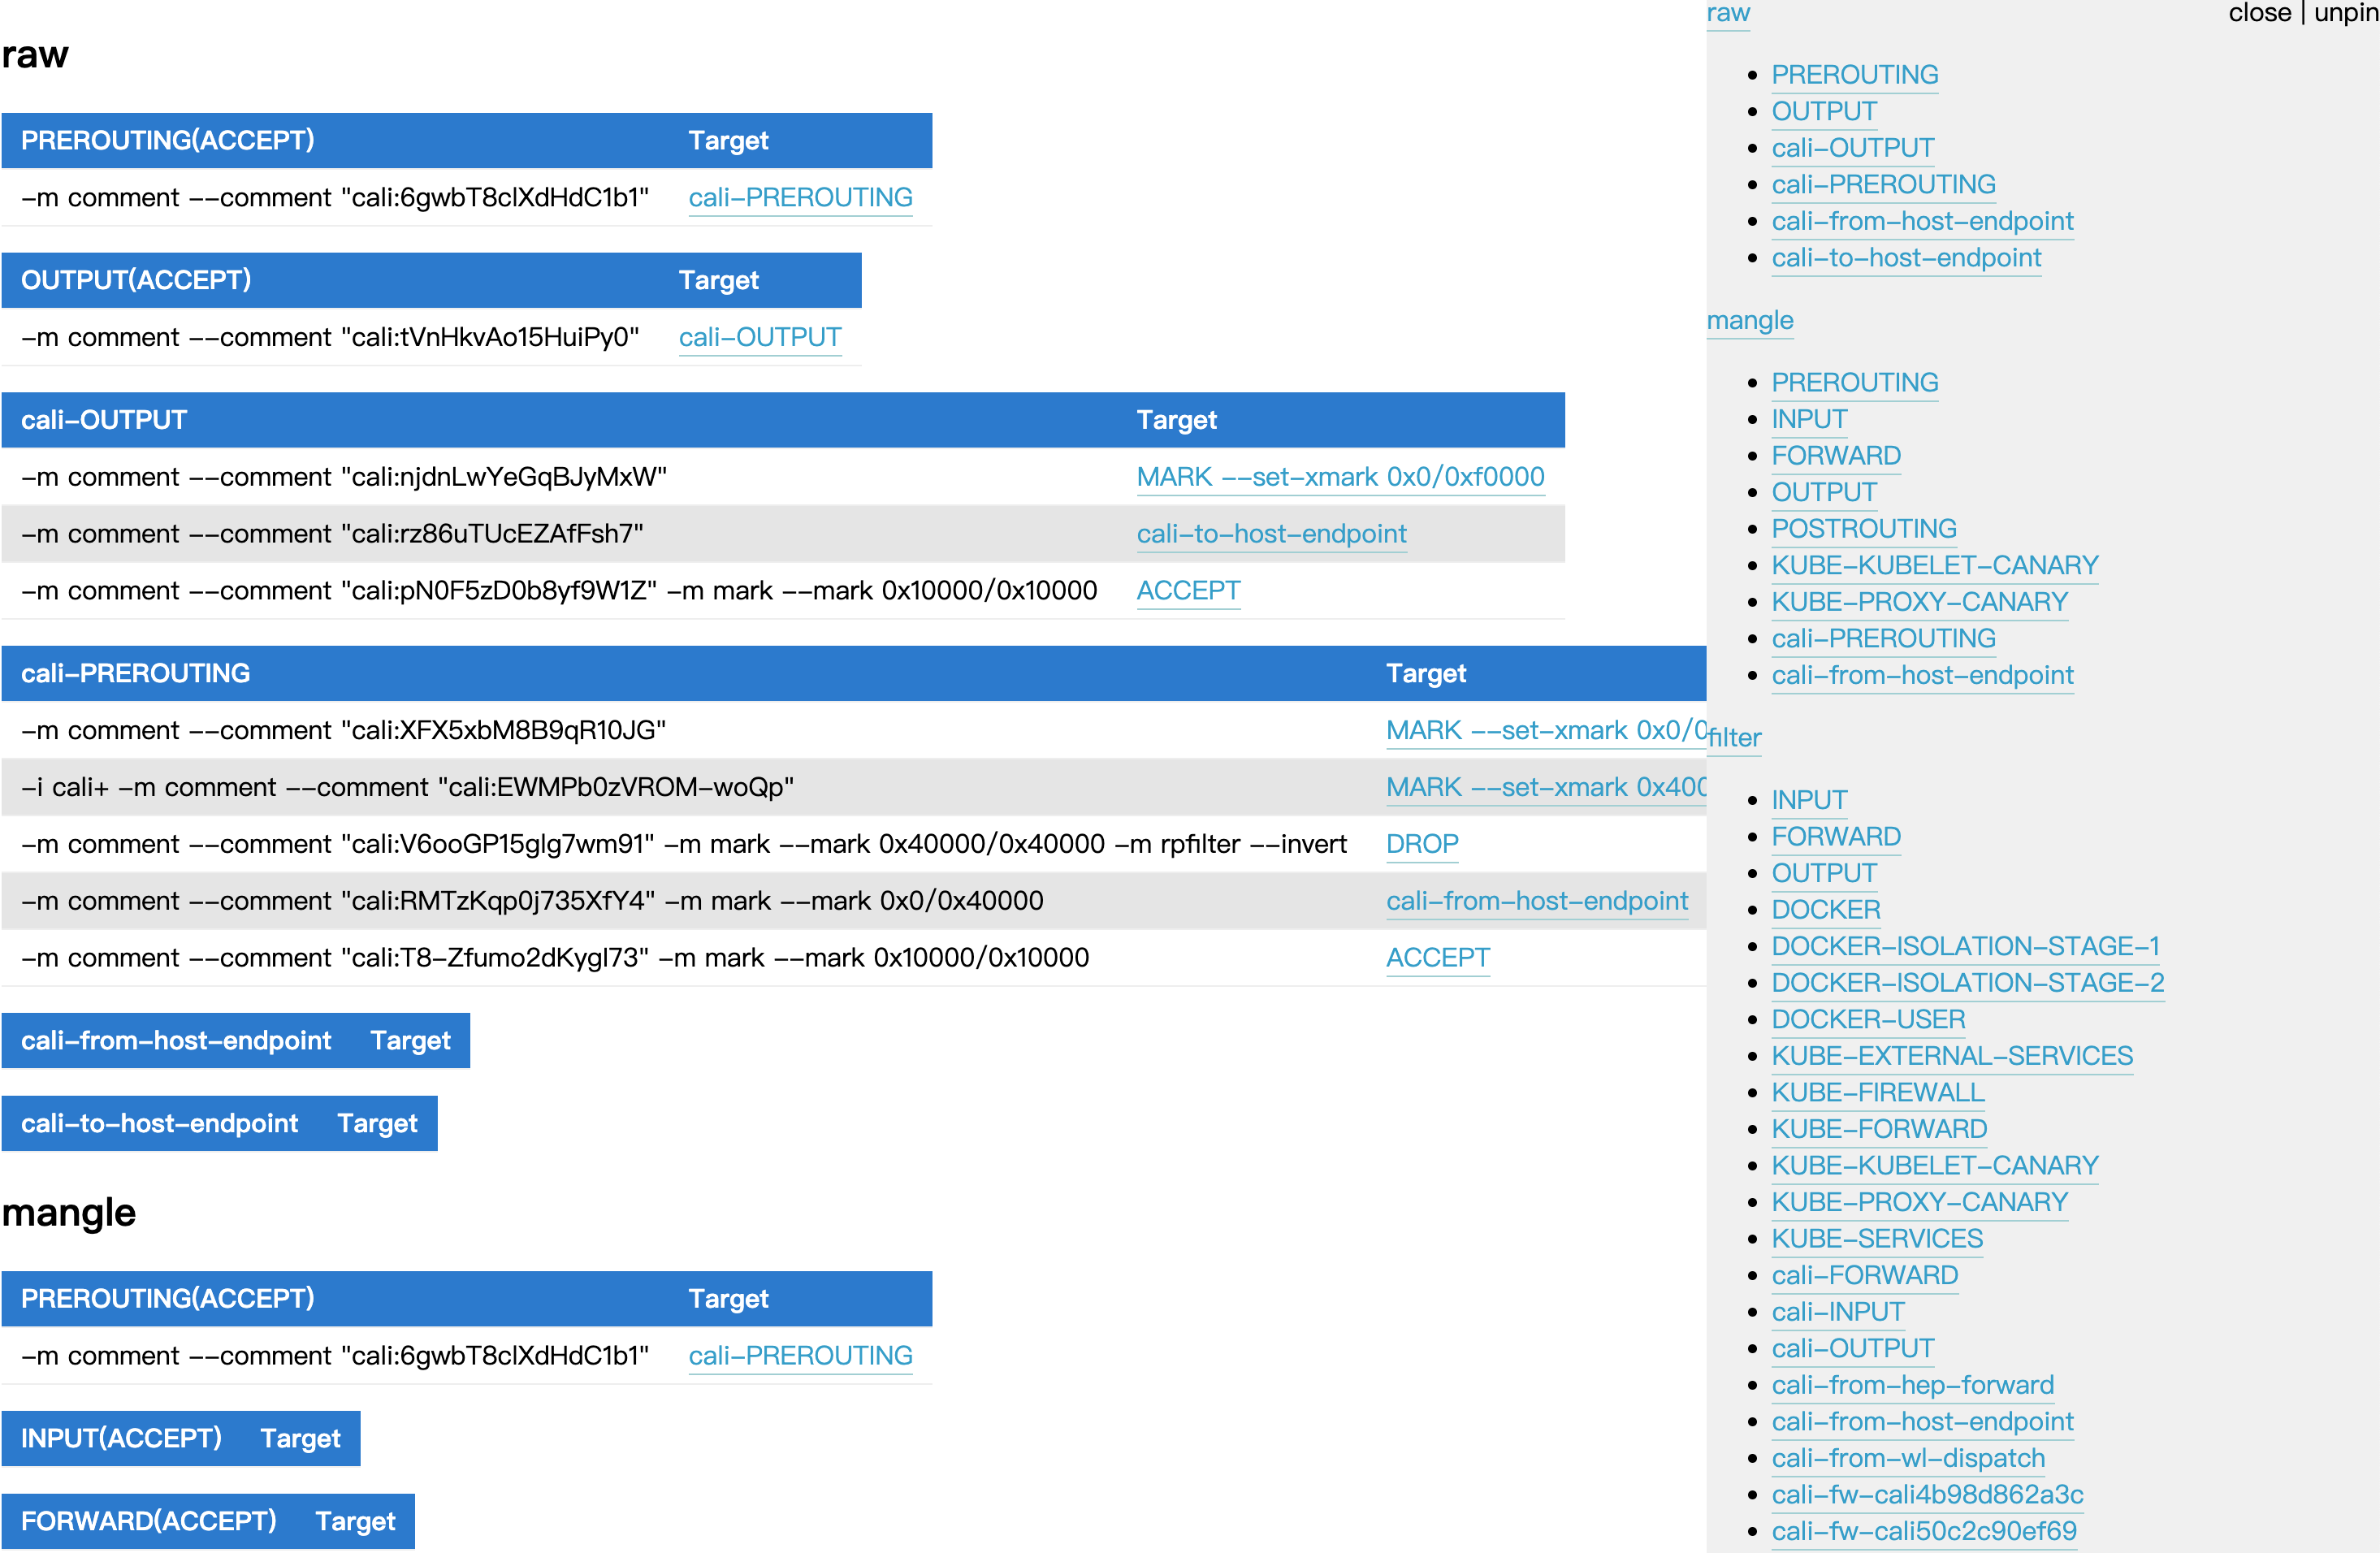 raw
PREROUTING(ACCEPT) Target
-m comment --comment "cali:6gwbT8clXdHdC1b1" cali-PREROUTING
OUTPUT(ACCEPT) Target
-m comment --comment "cali:tVnHkvAo15HuiPy0" cali-OUTPUT
cali-OUTPUT Target
-m comment --comment "cali:njdnLwYeGqBJyMxW" MARK --set-xmark 0x0/0xf0000
-m comment --comment "cali:rz86uTUcEZAfFsh7" cali-to-host-endpoint
-m comment --comment "cali:pN0F5zD0b8yf9W1Z" -m mark --mark 0x10000/0x10000 ACCEPT
cali-PREROUTING Target
-m comment --comment "cali:XFX5xbM8B9qR10JG" MARK --set-xmark 0x0/0
-i cali+ -m comment --comment "cali:EWMPb0zVROM-woQp" MARK --set-xmark 0x400
-m comment --comment "cali:V6ooGP15glg7wm91" -m mark --mark 0x40000/0x40000 -m rpfilter --invert DROP
-m comment --comment "cali:RMTzKqp0j735XfY4" -m mark --mark 0x0/0x40000 cali-from-host-endpoint
-m comment --comment "cali:T8-Zfumo2dKygI73" -m mark --mark 0x10000/0x10000 ACCEPT
cali-from-host-endpoint Target
cali-to-host-endpoint Target
mangle
PREROUTING(ACCEPT) Target
-m comment --comment "cali:6gwbT8clXdHdC1b1" cali-PREROUTING
INPUT(ACCEPT) Target
FORWARD(ACCEPT) Target
close | unpin
raw
PREROUTING
OUTPUT
cali-OUTPUT
cali-PREROUTING
cali-from-host-endpoint
cali-to-host-endpoint
mangle
PREROUTING
INPUT
FORWARD
OUTPUT
POSTROUTING
KUBE-KUBELET-CANARY
KUBE-PROXY-CANARY
cali-PREROUTING
cali-from-host-endpoint
filter
INPUT
FORWARD
OUTPUT
DOCKER
DOCKER-ISOLATION-STAGE-1
DOCKER-ISOLATION-STAGE-2
DOCKER-USER
KUBE-EXTERNAL-SERVICES
KUBE-FIREWALL
KUBE-FORWARD
KUBE-KUBELET-CANARY
KUBE-PROXY-CANARY
KUBE-SERVICES
cali-FORWARD
cali-INPUT
cali-OUTPUT
cali-from-hep-forward
cali-from-host-endpoint
cali-from-wl-dispatch
cali-fw-cali4b98d862a3c
cali-fw-cali50c2c90ef69